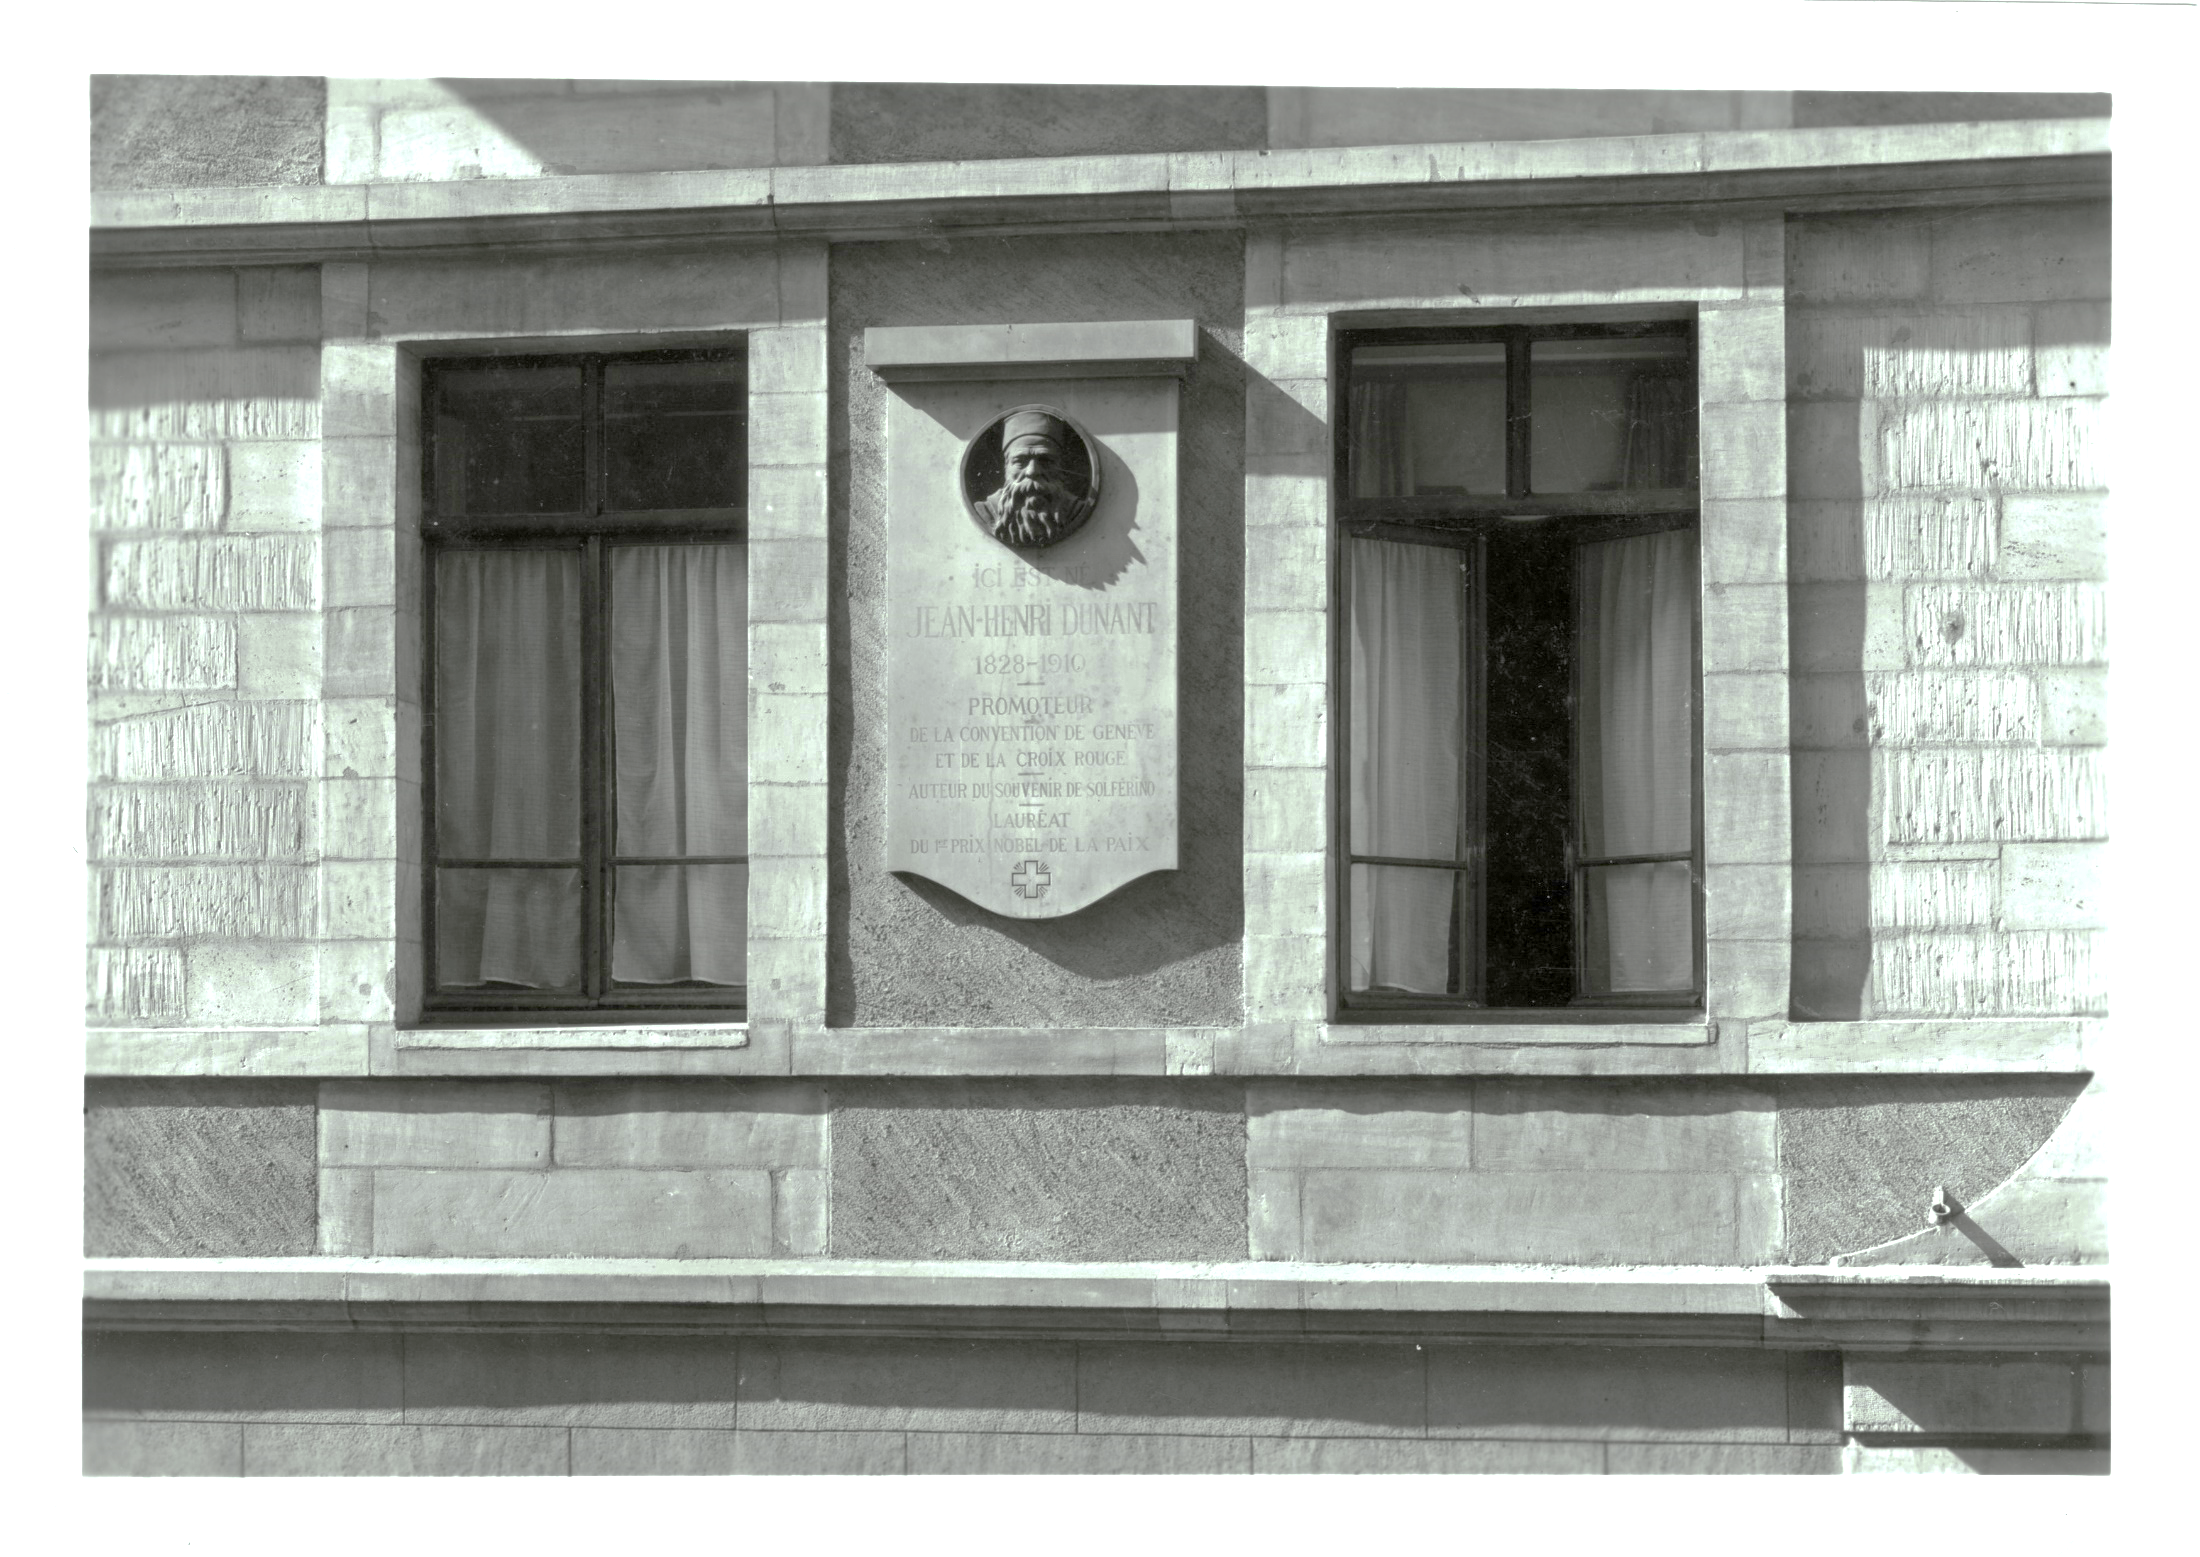 ICI EST NÉ
JEAN-HENRI DUNANT
1828-1910
PROMOTEUR
DE LA CONVENTION DE GENÈVE
ET DE LA CROIX ROUGE
AUTEUR DU SOUVENIR DE SOLFÉRINO
LAURÉAT
DU 1ER PRIX NOBEL DE LA PAIX